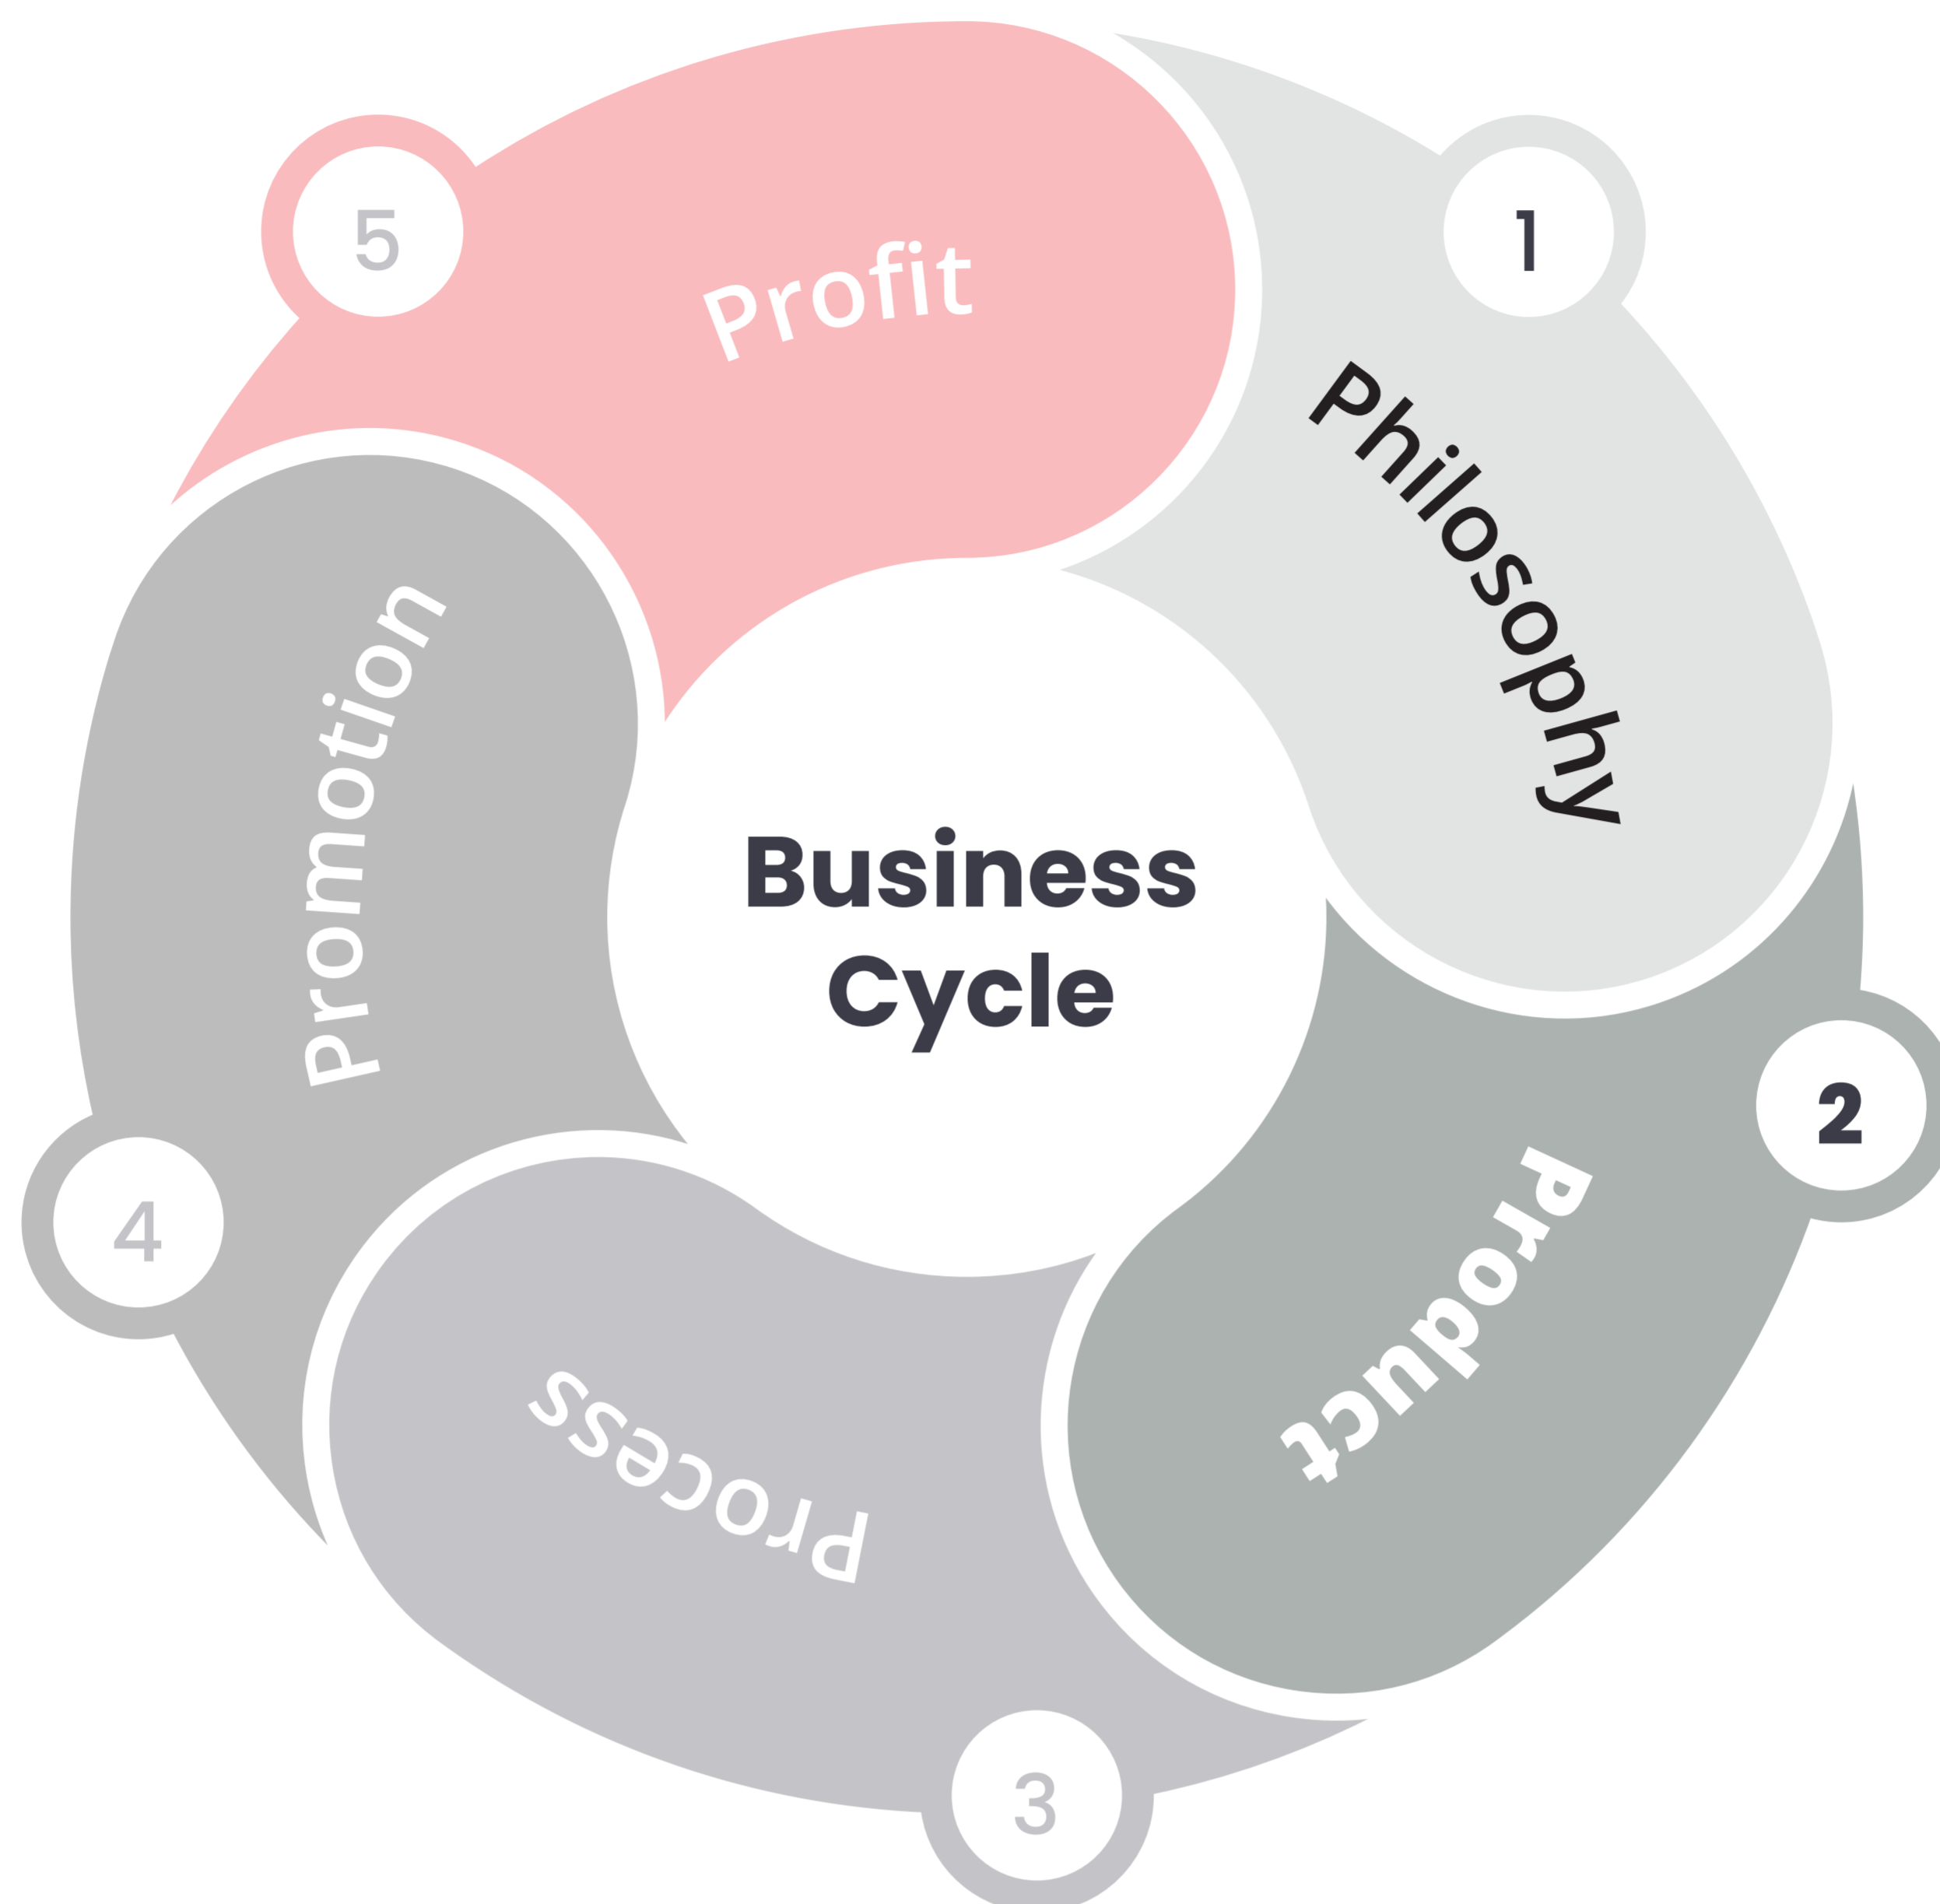 Business
Cycle
1
Philosophy
2
Product
3
Process
4
Promotion
5
Profit